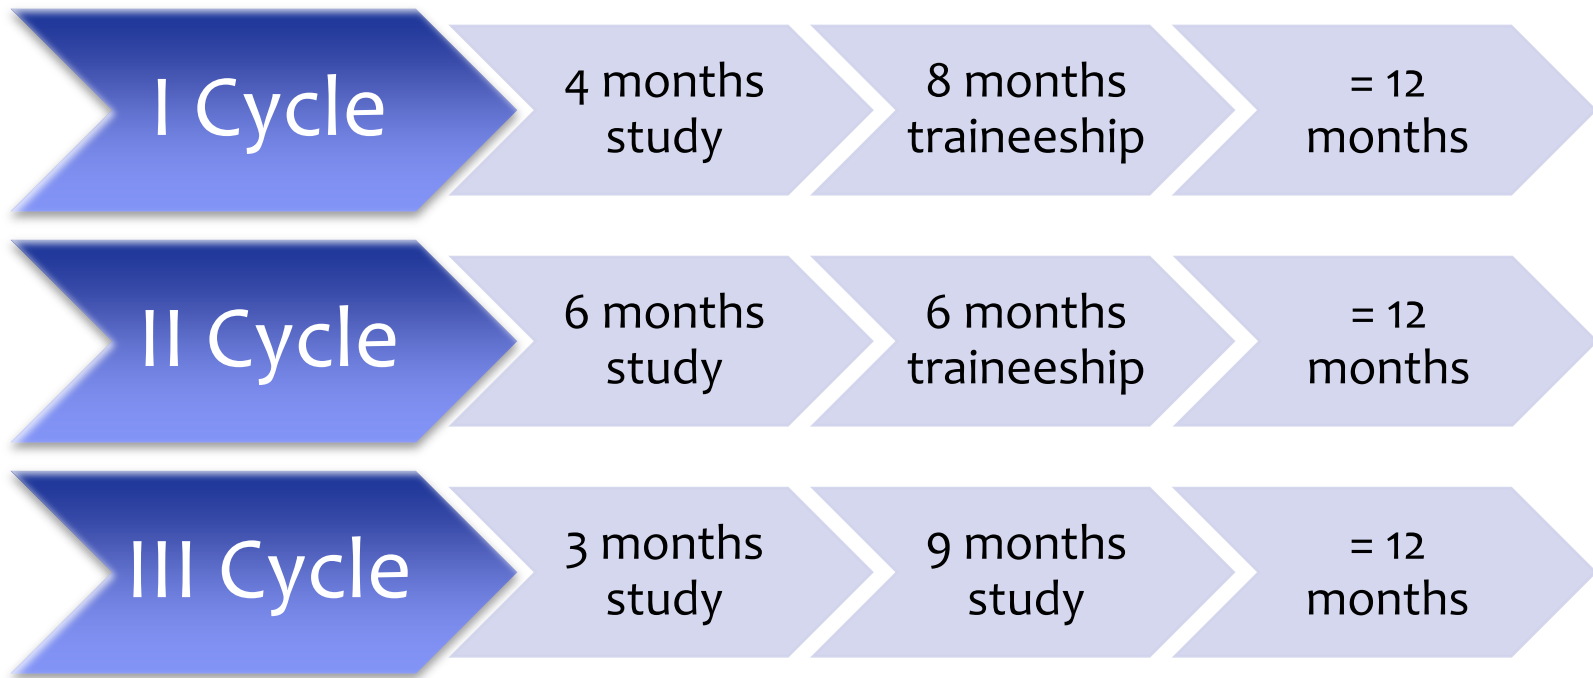 I Cycle
4 months
study
8 months
traineeship
= 12
months
II Cycle
6 months
study
6 months
traineeship
= 12
months
III Cycle
3 months
study
9 months
study
= 12
months